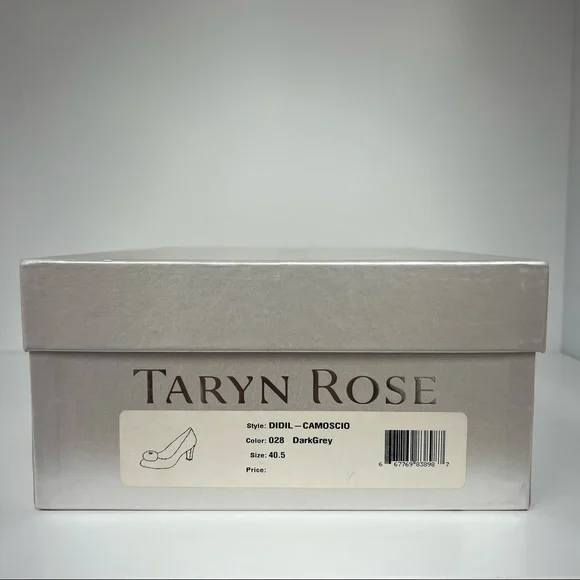 TARYN ROSE
Style: DIDIL-CAMOSCIO
Color: 028 DarkGrey
Size: 40.5
Price:
6 67769 83898 7